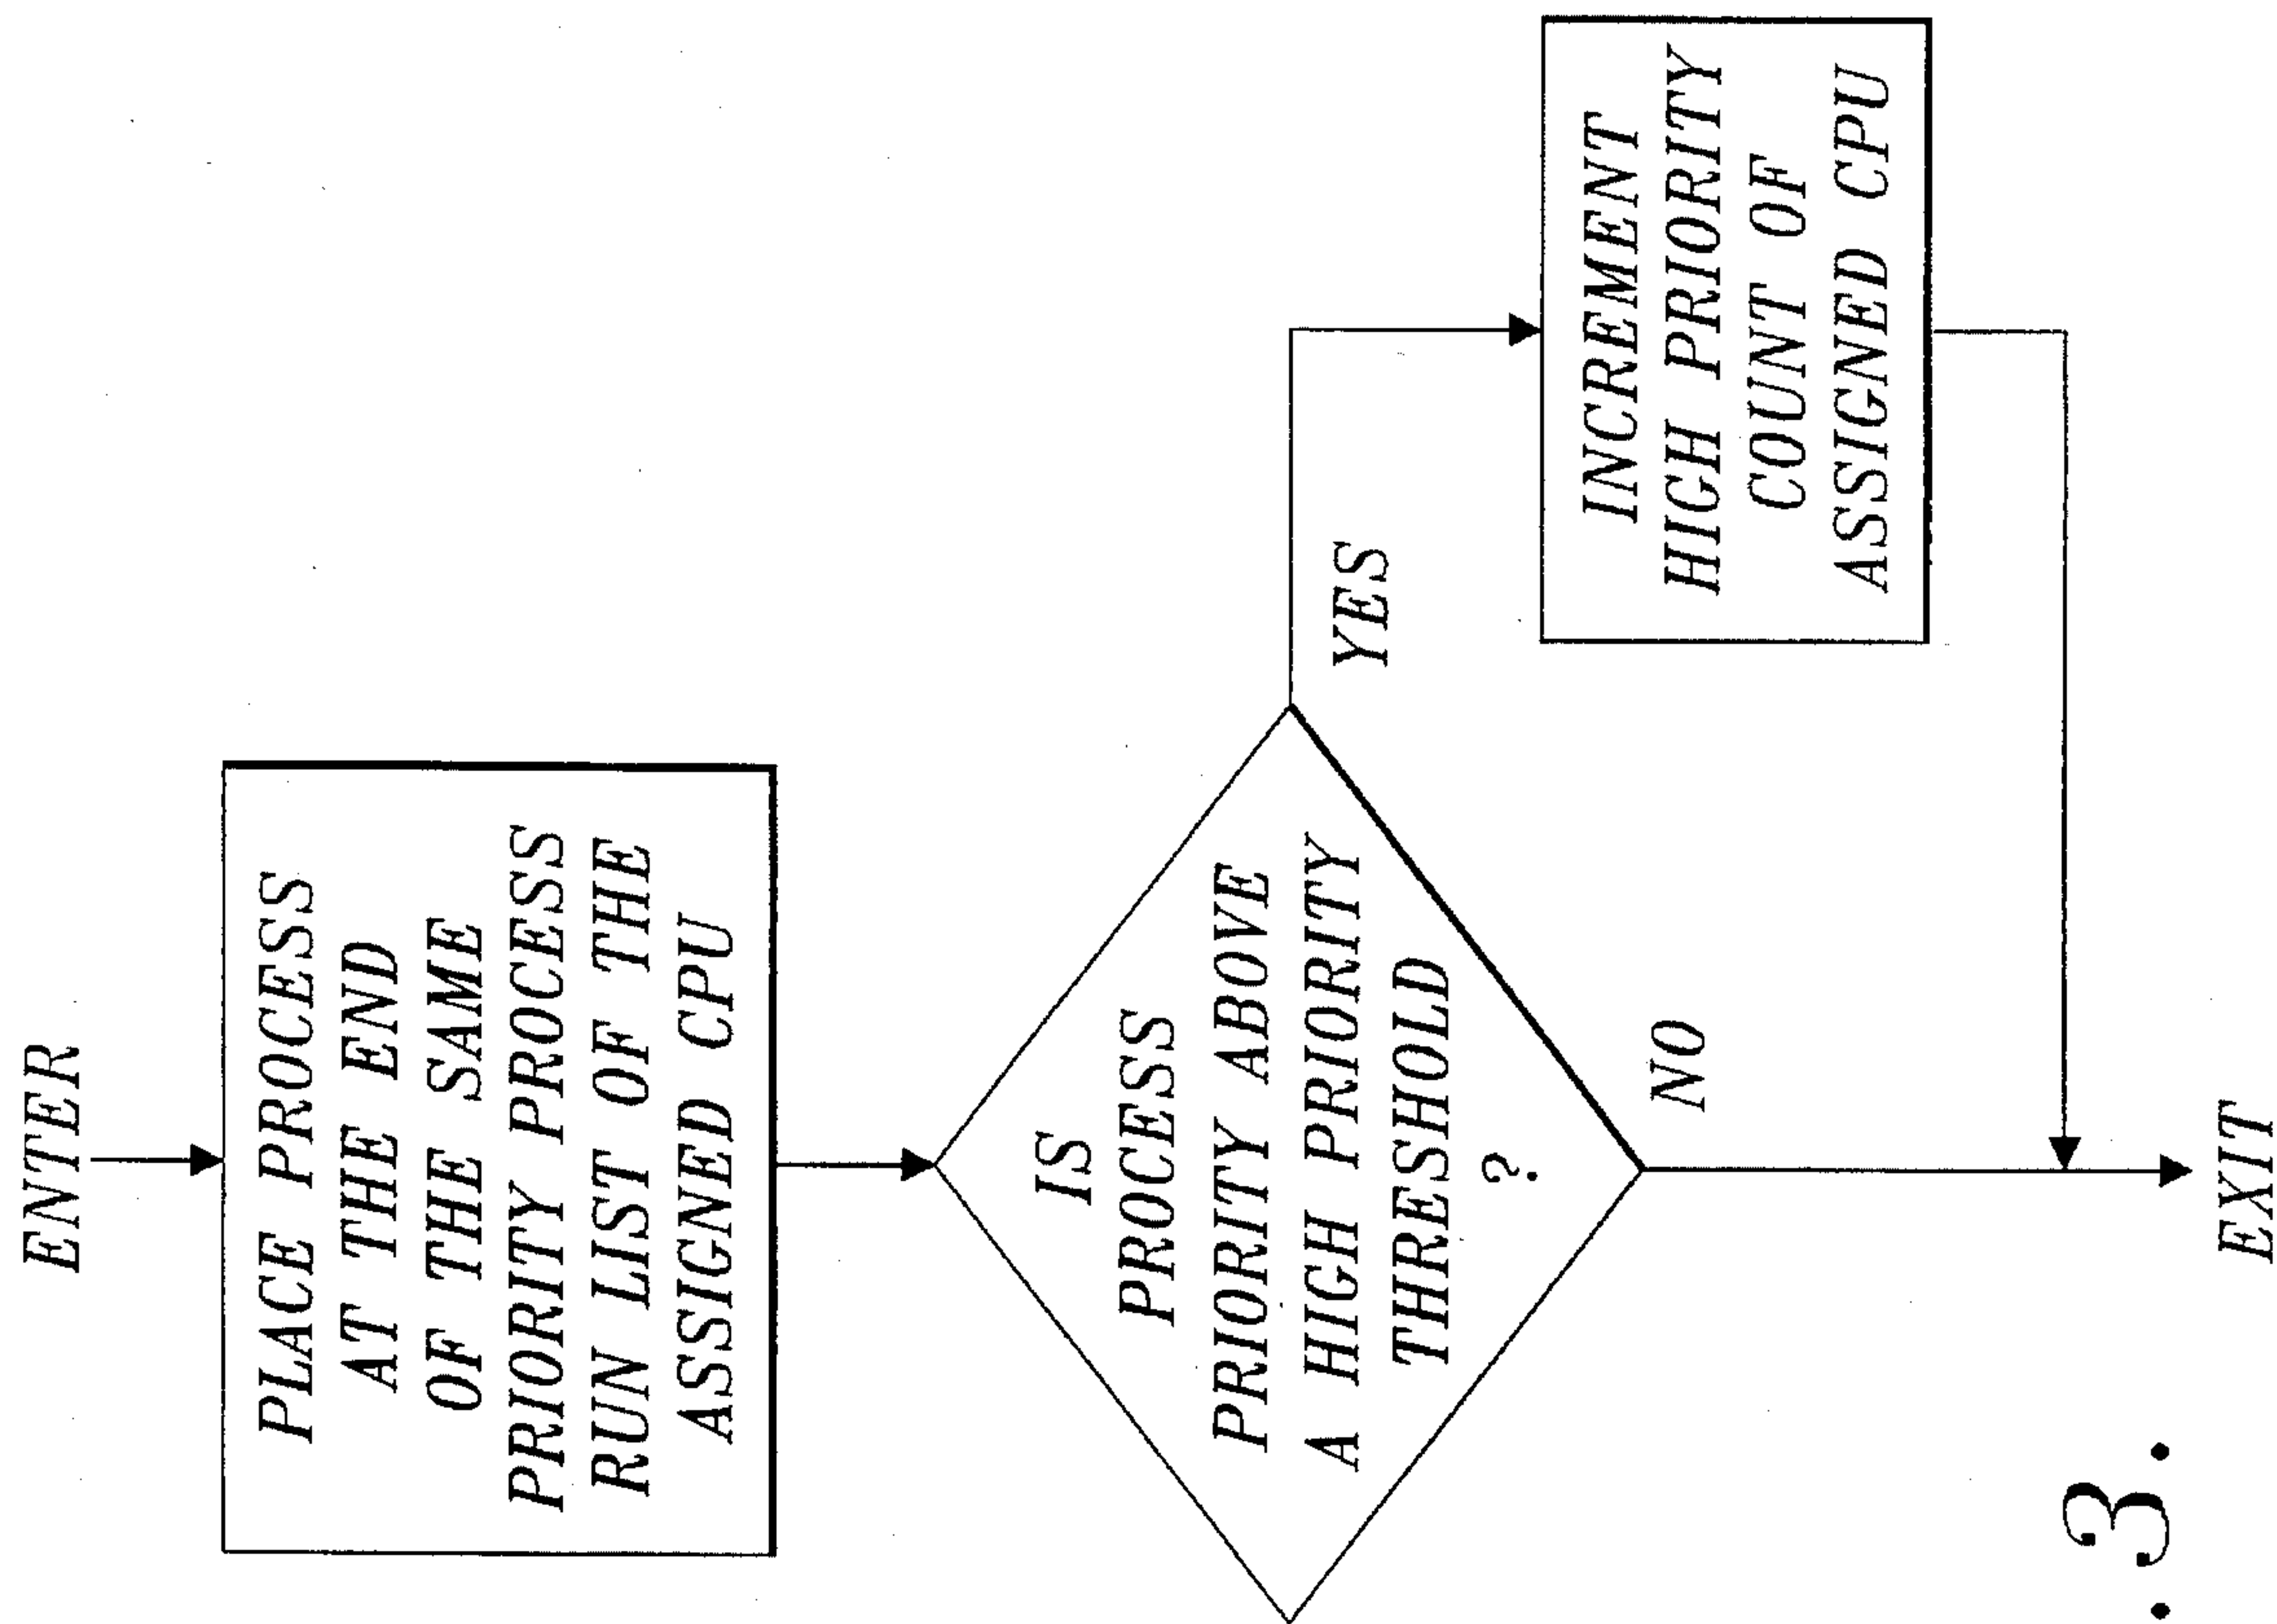 ENTER
PLACE PROCESS
AT THE END
OF THE SAME
PRIORITY PROCESS
RUN LIST OF THE
ASSIGNED CPU
IS
PROCESS
PRIORITY ABOVE
A HIGH PRIORITY
THRESHOLD
?
YES
INCREMENT
HIGH PRIORITY
COUNT OF
ASSIGNED CPU
NO
EXIT
.3.